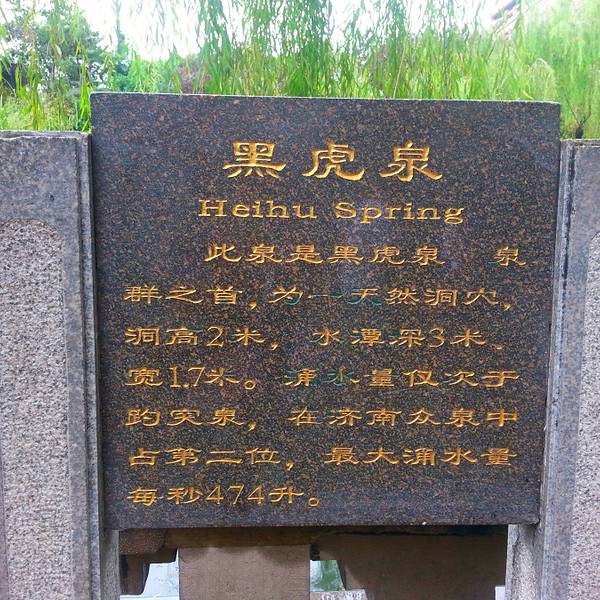 黑虎泉
Heihu Spring
此泉是黑虎泉 泉
群之首，为一天然洞穴，
洞高2米， 水潭深3米、
宽1.7米。涌水量仅次于
趵突泉， 在济南众泉中
占第二位， 最大涌水量
每秒474升。